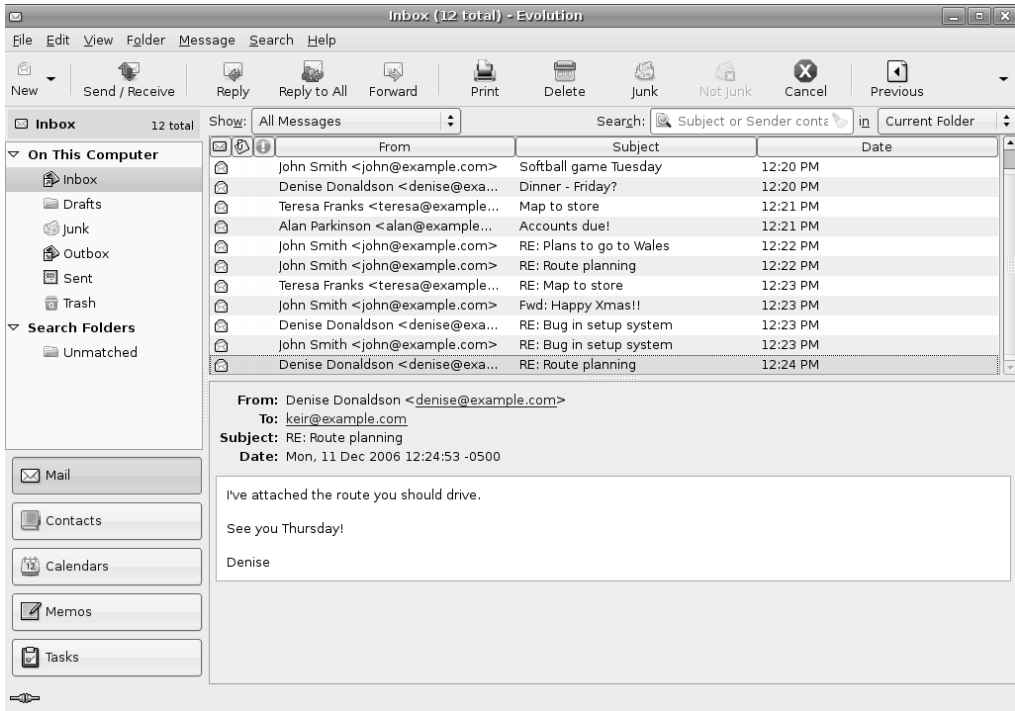 Inbox (12 total) - Evolution
File Edit View Folder Message Search Help
New Send / Receive Reply Reply to All Forward Print Delete Junk Not Junk Cancel Previous
Inbox 12 total
Show: All Messages Search: Subject or Sender conta in Current Folder
On This Computer
Inbox
Drafts
Junk
Outbox
Sent
Trash
Search Folders
Unmatched
From Subject Date
John Smith <john@example.com> Softball game Tuesday 12:20 PM
Denise Donaldson <denise@exa... Dinner - Friday? 12:20 PM
Teresa Franks <teresa@example... Map to store 12:21 PM
Alan Parkinson <alan@example... Accounts due! 12:21 PM
John Smith <john@example.com> RE: Plans to go to Wales 12:22 PM
John Smith <john@example.com> RE: Route planning 12:22 PM
Teresa Franks <teresa@example... RE: Map to store 12:23 PM
John Smith <john@example.com> Fwd: Happy Xmas!! 12:23 PM
Denise Donaldson <denise@exa... RE: Bug in setup system 12:23 PM
John Smith <john@example.com> RE: Bug in setup system 12:23 PM
Denise Donaldson <denise@exa... RE: Route planning 12:24 PM
From: Denise Donaldson <denise@example.com>
To: keir@example.com
Subject: RE: Route planning
Date: Mon, 11 Dec 2006 12:24:53 -0500
I've attached the route you should drive.
See you Thursday!
Denise
Mail
Contacts
12 Calendars
Memos
Tasks